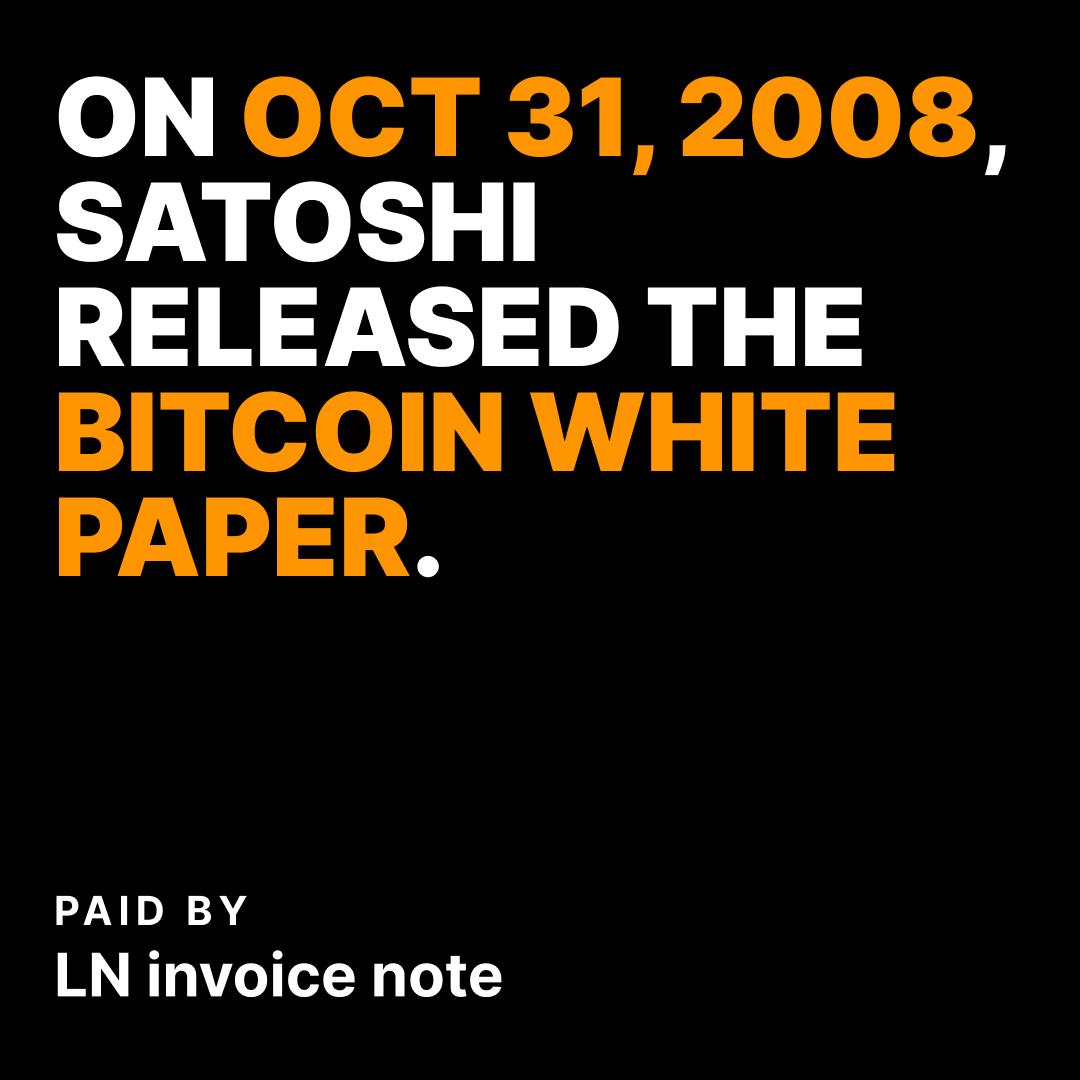 ON OCT 31, 2008,
SATOSHI
RELEASED THE
BITCOIN WHITE
PAPER.
PAID BY
LN invoice note